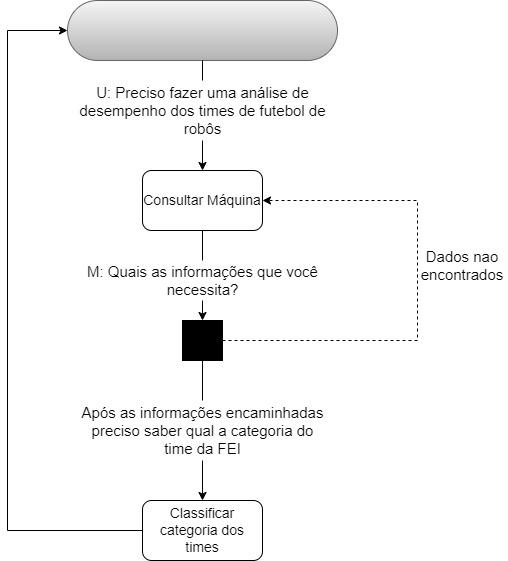 U: Preciso fazer uma análise de
desempenho dos times de futebol de
robôs
Consultar Máquina
M: Quais as informações que você
necessita?
Dados nao
encontrados
Após as informações encaminhadas
preciso saber qual a categoria do
time da FEI
Classificar
categoria dos
times